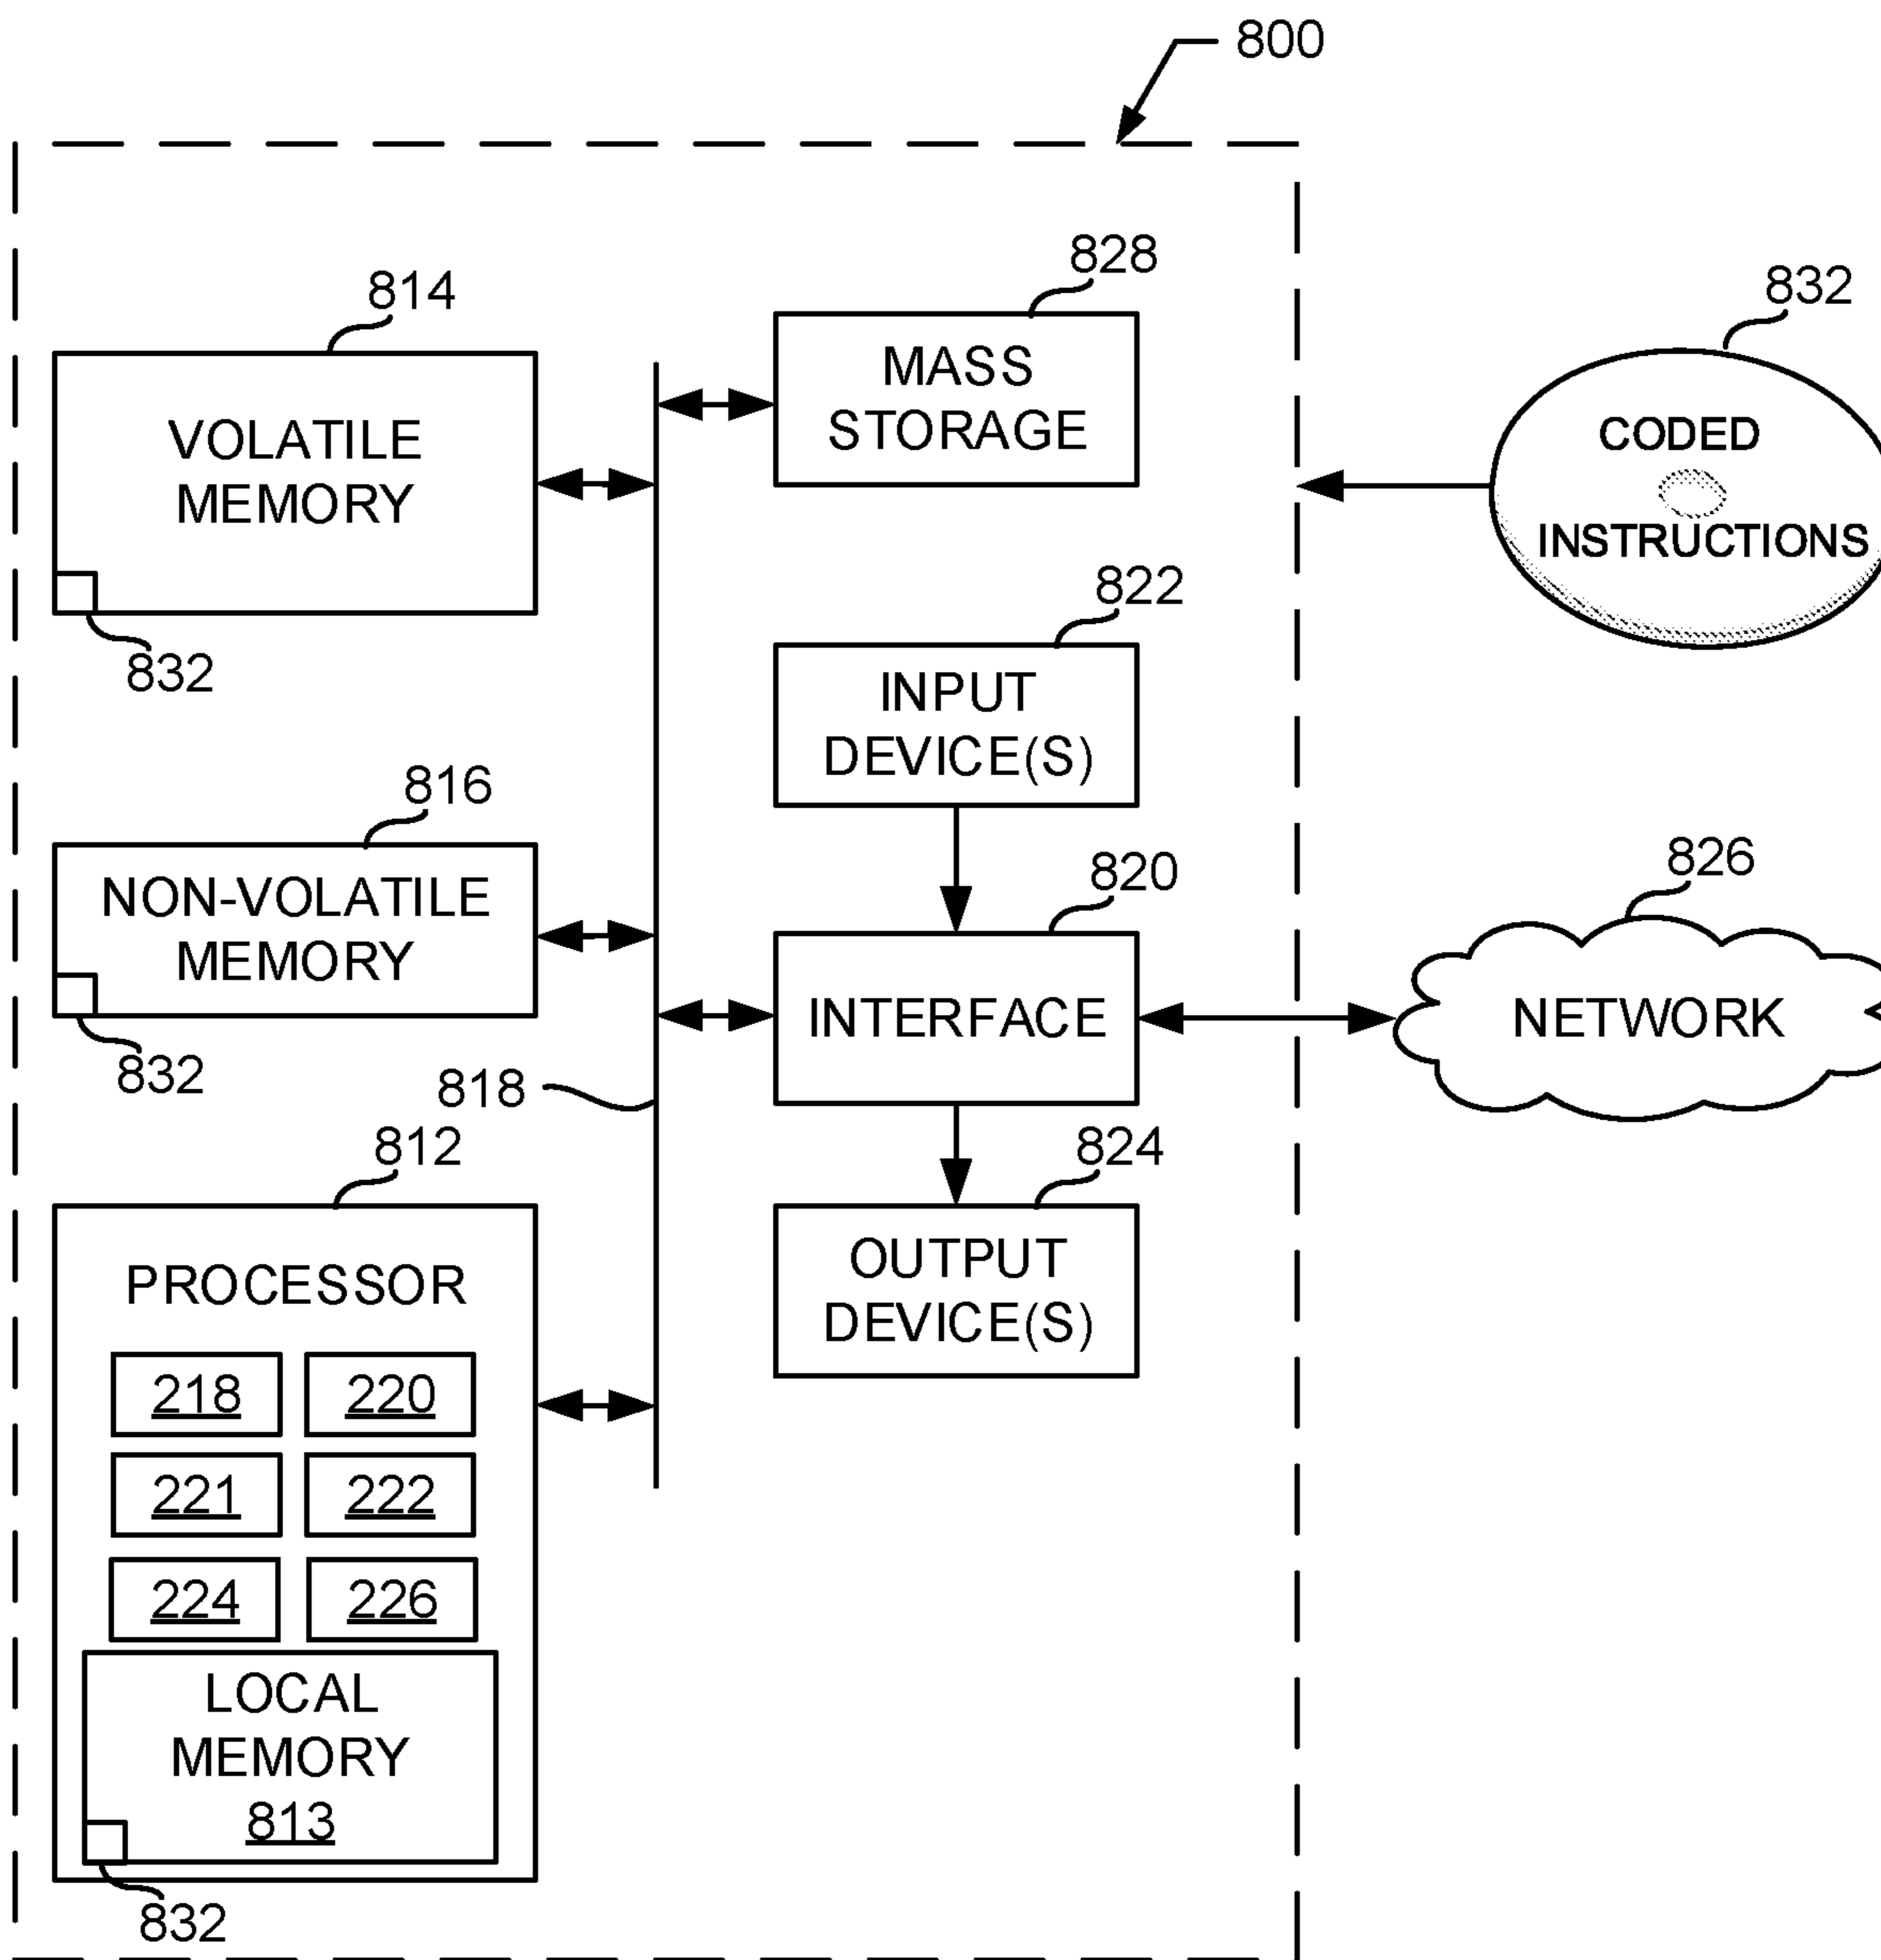 800
828
814
832
MASS
STORAGE
VOLATILE
MEMORY
CODED
INSTRUCTIONS
822
832
INPUT
DEVICE(S)
816
820
826
NON-VOLATILE
MEMORY
INTERFACE
NETWORK
832
818
812
824
PROCESSOR
OUTPUT
DEVICE(S)
218
220
221
222
224
226
LOCAL
MEMORY
813
832